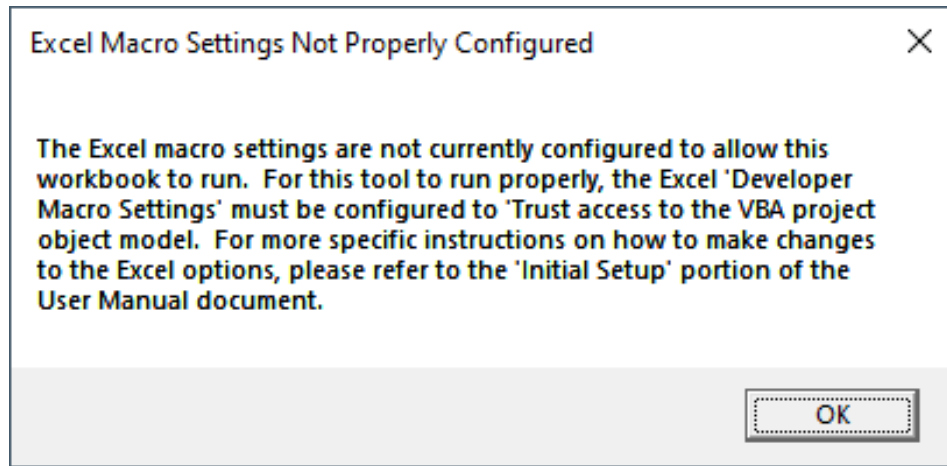 Excel Macro Settings Not Properly Configured
The Excel macro settings are not currently configured to allow this
workbook to run.  For this tool to run properly, the Excel 'Developer
Macro Settings' must be configured to 'Trust access to the VBA project
object model.  For more specific instructions on how to make changes
to the Excel options, please refer to the 'Initial Setup' portion of the
User Manual document.
OK